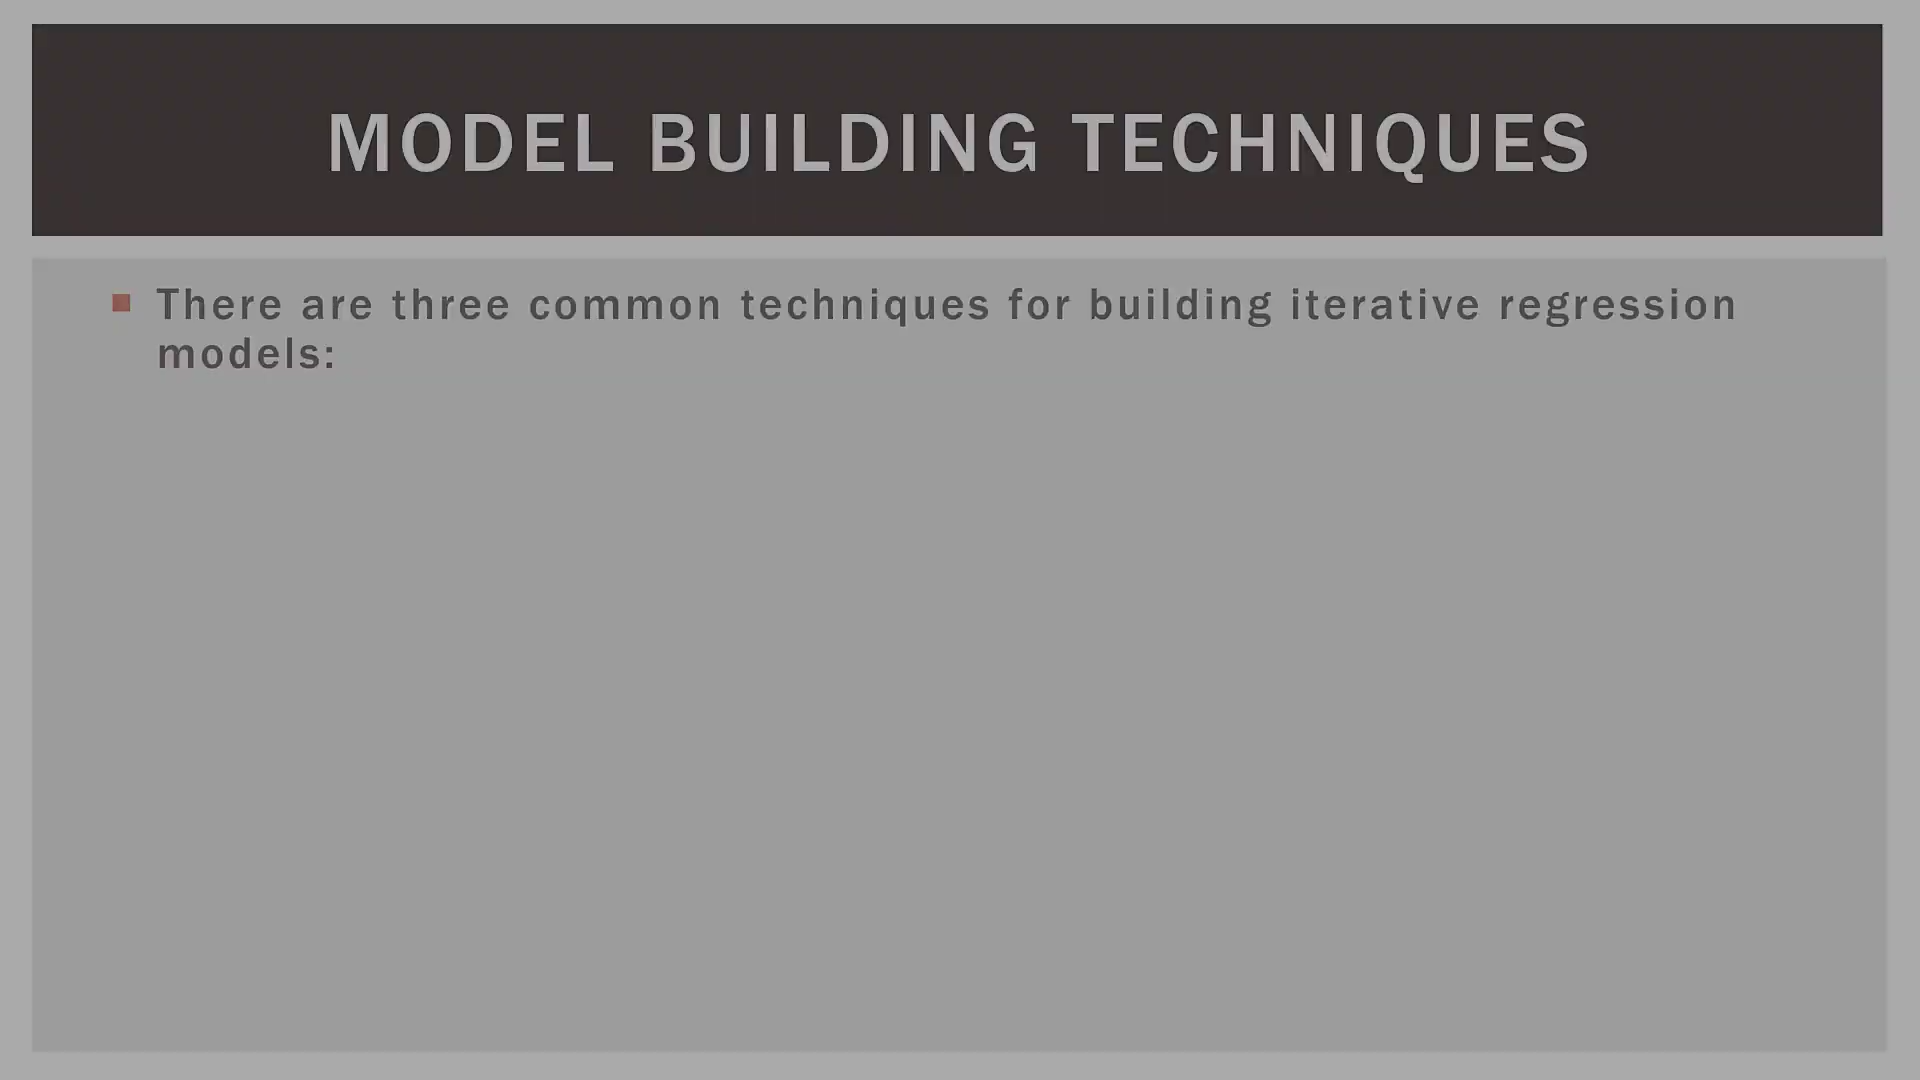 MODEL BUILDING TECHNIQUES
There are three common techniques for building iterative regression
models: